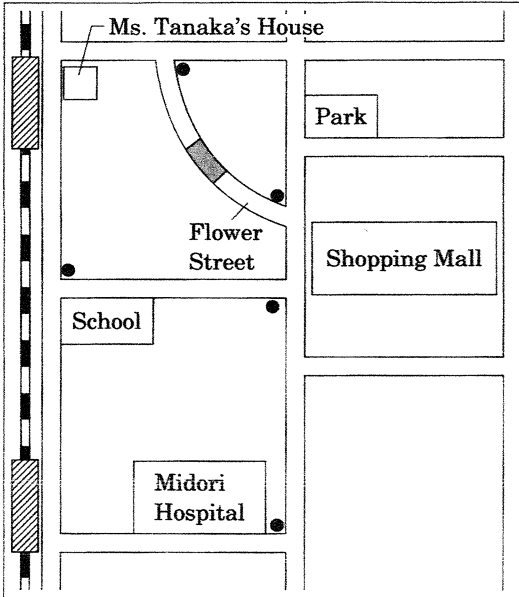 Ms. Tanaka's House
Park
Flower
Street
Shopping Mall
School
Midori
Hospital